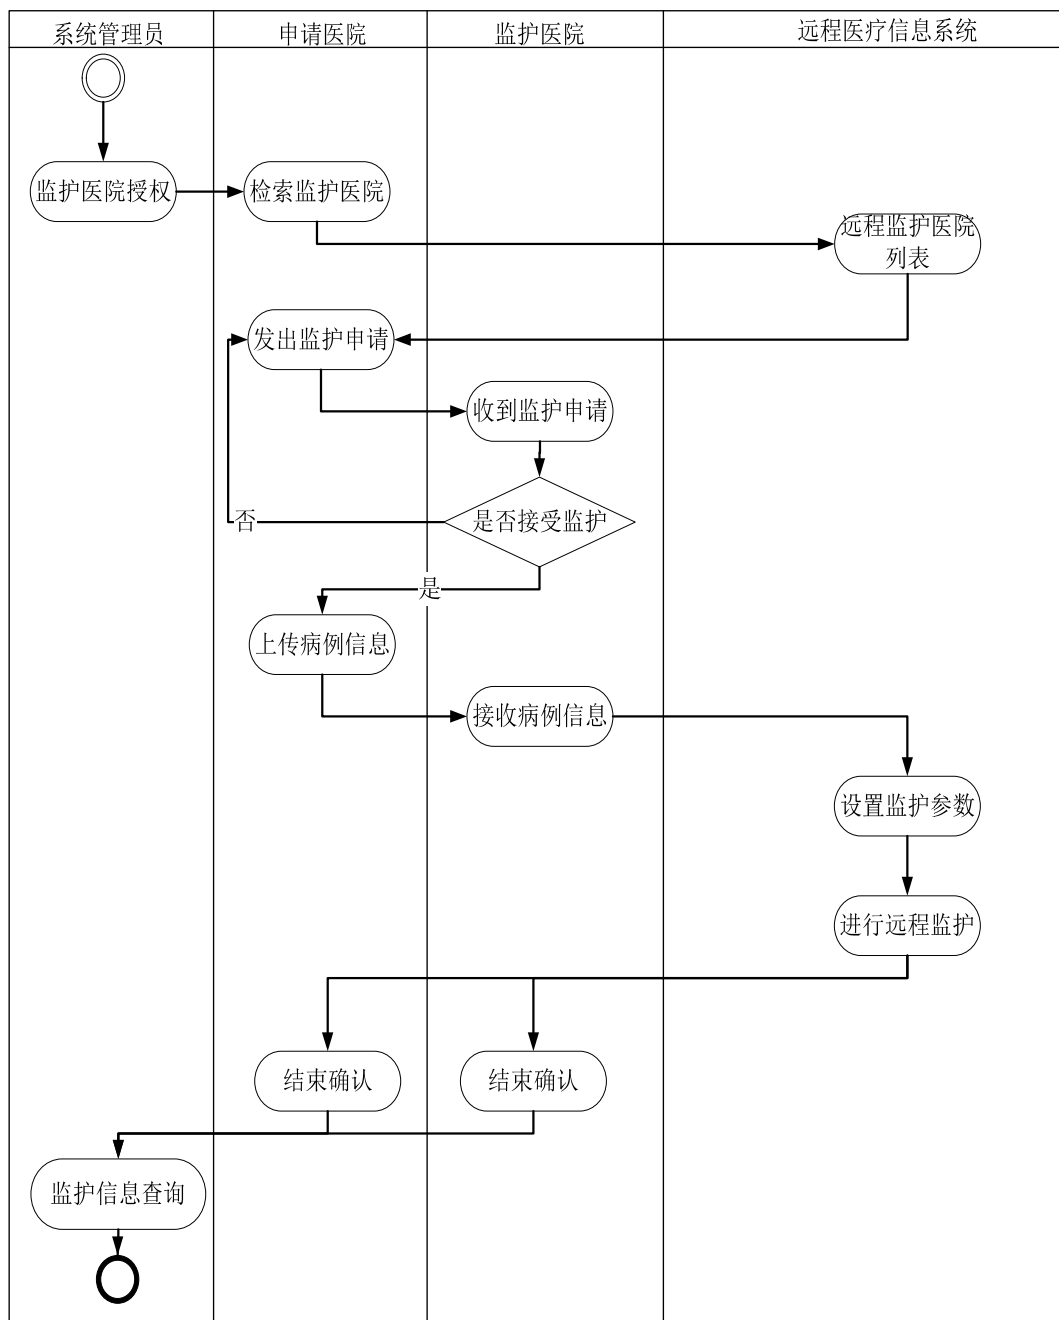 系统管理员
申请医院
监护医院
远程医疗信息系统
监护医院授权
检索监护医院
远程监护医院
列表
发出监护申请
收到监护申请
是否接受监护
否
是
上传病例信息
接收病例信息
设置监护参数
进行远程监护
结束确认
结束确认
监护信息查询